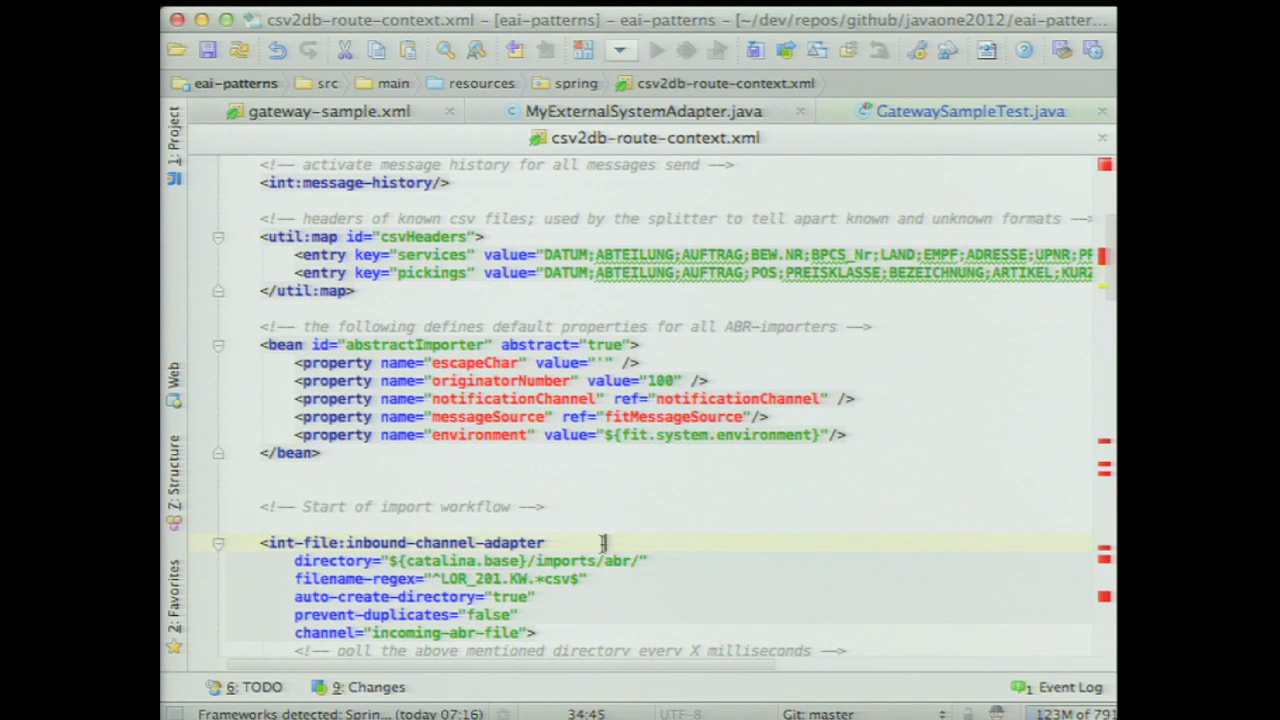 csv2db-route-context.xml – [eai-patterns] – eai-patterns – [~/dev/repos/github/javaone2012/eai-patter...
eai-patterns src main resources spring csv2db-route-context.xml
gateway-sample.xml MyExternalSystemAdapter.java GatewaySampleTest.java
csv2db-route-context.xml
1: Project
Web
Z: Structure
2: Favorites
<!-- activate message history for all messages send -->
<int:message-history/>
<!-- headers of known csv files; used by the splitter to tell apart known and unknown formats -->
<util:map id="csvHeaders">
<entry key="services" value="DATUM;ABTEILUNG;AUFTRAG;BEW.NR;BPCS_Nr;LAND;EMPF;ADRESSE;UPNR;PF
<entry key="pickings" value="DATUM;ABTEILUNG;AUFTRAG;POS;PREISKLASSE;BEZEICHNUNG;ARTIKEL;KURZ
</util:map>
<!-- the following defines default properties for all ABR-importers -->
<bean id="abstractImporter" abstract="true">
<property name="escapeChar" value="'" />
<property name="originatorNumber" value="100" />
<property name="notificationChannel" ref="notificationChannel" />
<property name="messageSource" ref="fitMessageSource"/>
<property name="environment" value="${fit.system.environment}"/>
</bean>
<!-- Start of import workflow -->
<int-file:inbound-channel-adapter
directory="${catalina.base}/imports/abr/"
filename-regex="^LOR_201.KW.*csv$"
auto-create-directory="true"
prevent-duplicates="false"
channel="incoming-abr-file">
<!-- poll the above mentioned directory every X milliseconds -->
6: TODO 9: Changes 1 Event Log
Frameworks detected: Sprin... (today 07:16) 34:45 UTF-8 Git: master 123M of 791